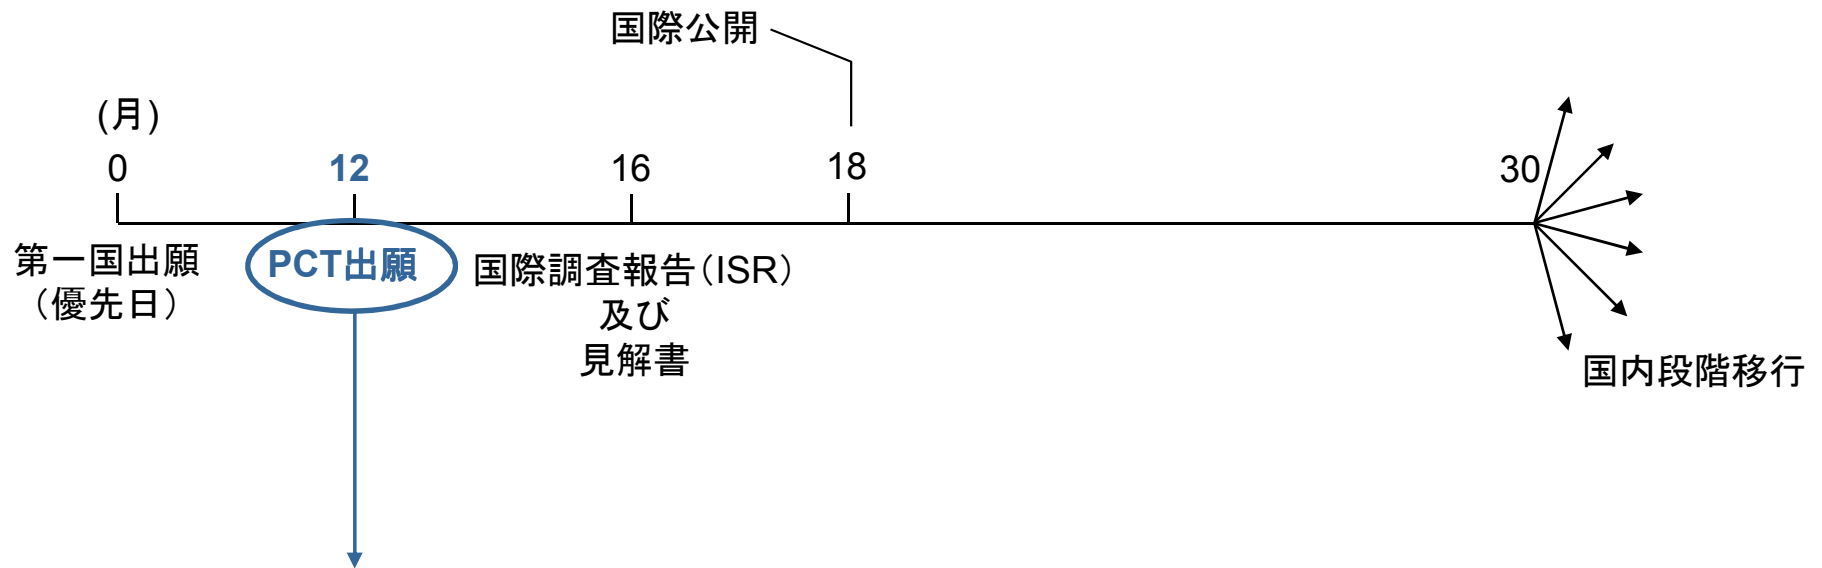 国際公開
(月)
0
12
16
18
30
第一国出願
（優先日）
PCT出願
国際調査報告（ISR）
及び
見解書
国内段階移行